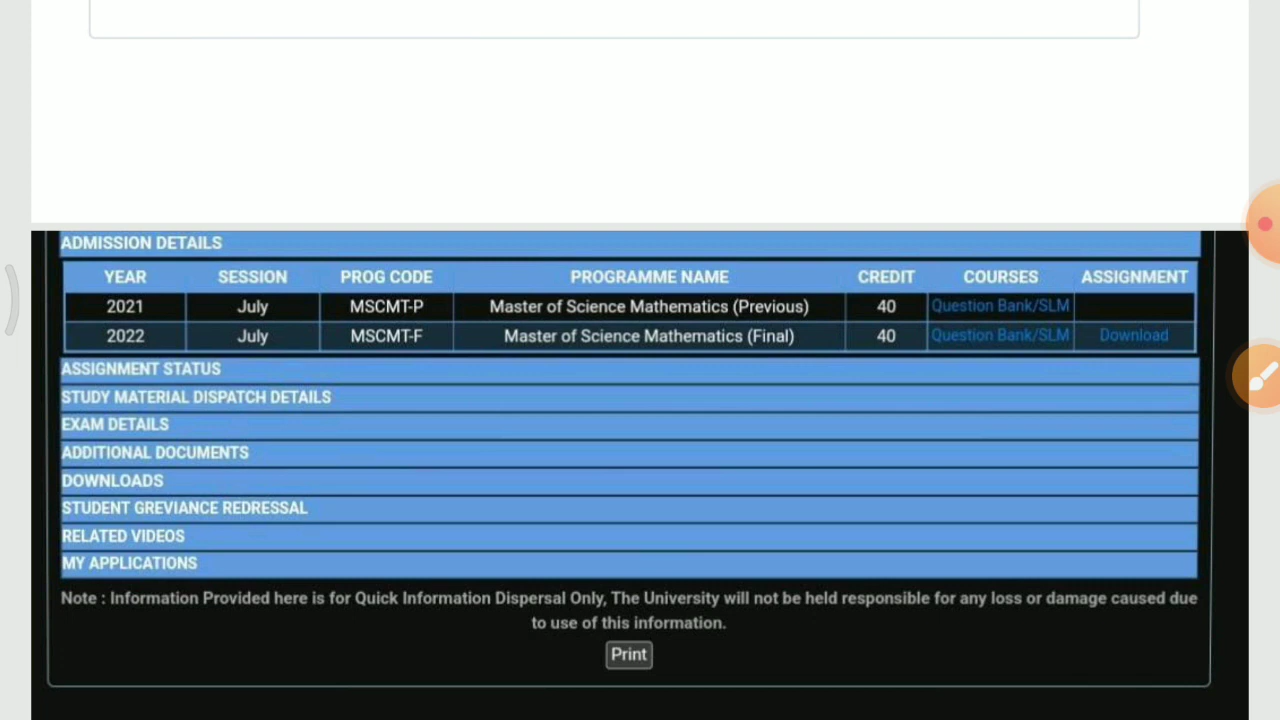 ADMISSION DETAILS
YEAR SESSION PROG CODE PROGRAMME NAME CREDIT COURSES ASSIGNMENT
2021 July MSCMT-P Master of Science Mathematics (Previous) 40 Question Bank/SLM
2022 July MSCMT-F Master of Science Mathematics (Final) 40 Question Bank/SLM Download
ASSIGNMENT STATUS
STUDY MATERIAL DISPATCH DETAILS
EXAM DETAILS
ADDITIONAL DOCUMENTS
DOWNLOADS
STUDENT GREVIANCE REDRESSAL
RELATED VIDEOS
MY APPLICATIONS
Note : Information Provided here is for Quick Information Dispersal Only, The University will not be held responsible for any loss or damage caused due
to use of this information.
Print